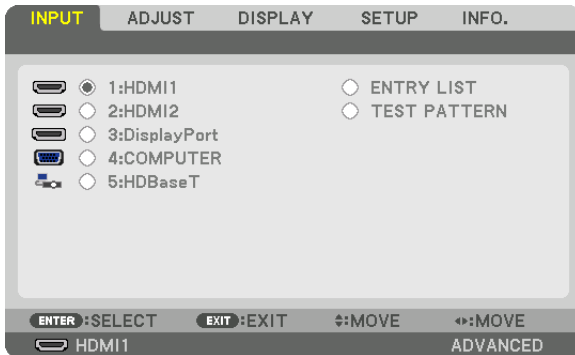 INPUT ADJUST DISPLAY SETUP INFO.
1:HDMI1 ENTRY LIST
2:HDMI2 TEST PATTERN
3:DisplayPort
4:COMPUTER
5:HDBaseT
ENTER :SELECT EXIT :EXIT :MOVE :MOVE
HDMI1 ADVANCED